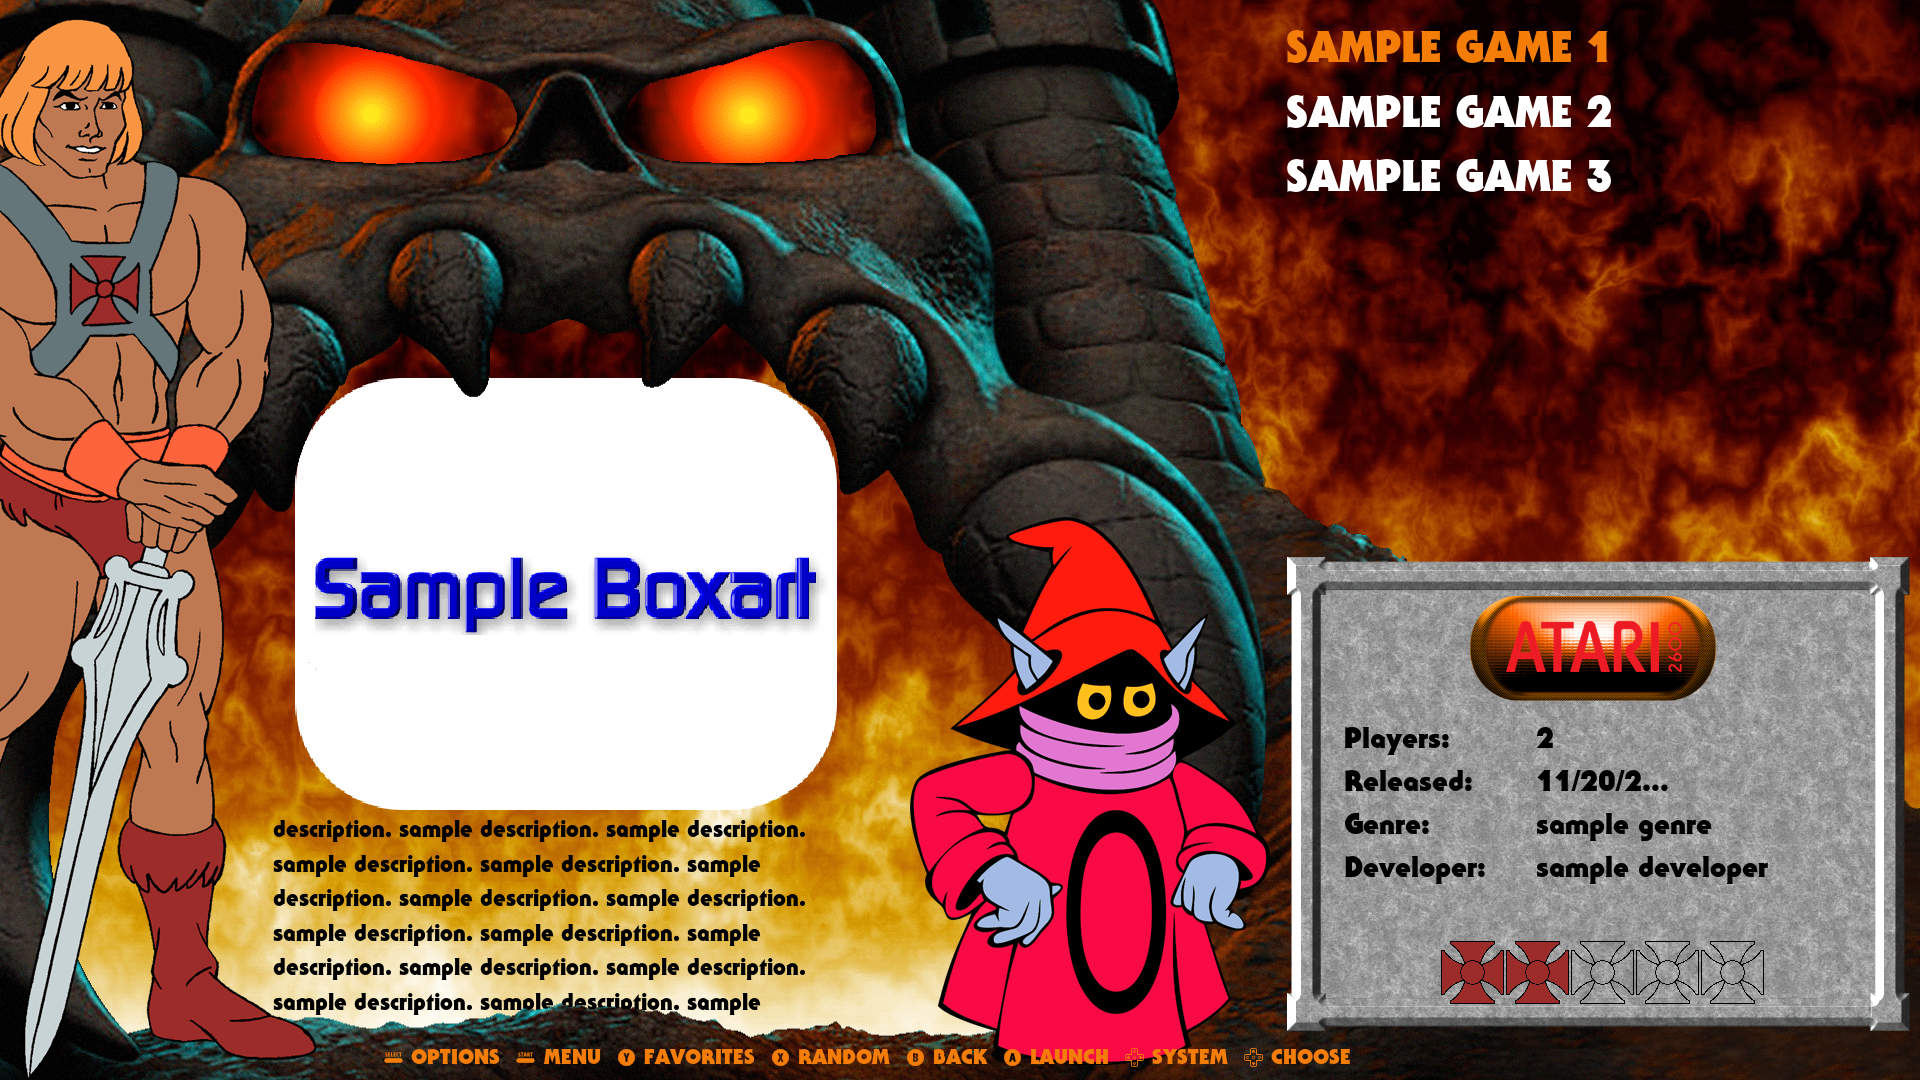 SAMPLE GAME 1
SAMPLE GAME 2
SAMPLE GAME 3
Sample Boxart
ATARI 2600
Players: 2
Released: 11/20/2...
Genre: sample genre
Developer: sample developer
description. sample description. sample description.
sample description. sample description. sample
description. sample description. sample description.
sample description. sample description. sample
description. sample description. sample description.
sample description. sample description. sample
SELECT OPTIONS START MENU Y FAVORITES X RANDOM B BACK A LAUNCH SYSTEM CHOOSE